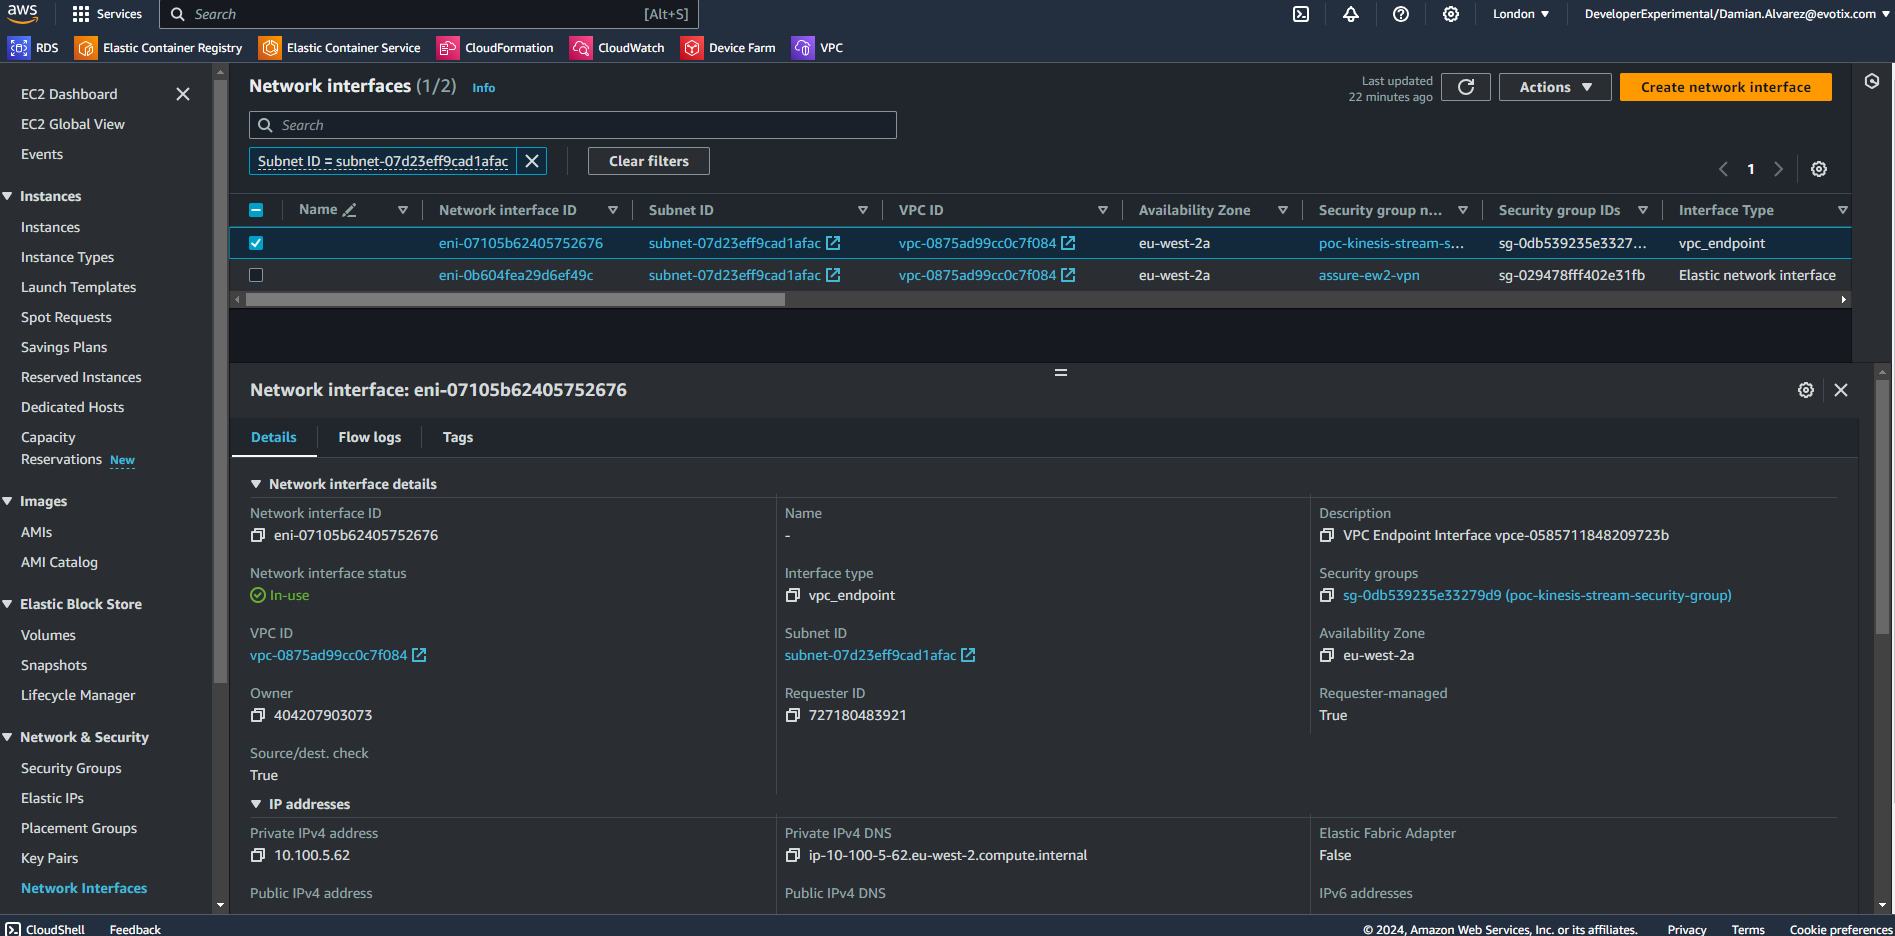 aws
Services
Search
[Alt+S]
London
DeveloperExperimental/Damian.Alvarez@evotix.com
RDS
Elastic Container Registry
Elastic Container Service
CloudFormation
CloudWatch
Device Farm
VPC
EC2 Dashboard
EC2 Global View
Events
Instances
Instances
Instance Types
Launch Templates
Spot Requests
Savings Plans
Reserved Instances
Dedicated Hosts
Capacity
Reservations New
Images
AMIs
AMI Catalog
Elastic Block Store
Volumes
Snapshots
Lifecycle Manager
Network & Security
Security Groups
Elastic IPs
Placement Groups
Key Pairs
Network Interfaces
Network interfaces (1/2) Info
Last updated
22 minutes ago
Actions
Create network interface
Search
Subnet ID = subnet-07d23eff9cad1afac
Clear filters
1
Name Network interface ID Subnet ID VPC ID Availability Zone Security group n... Security group IDs Interface Type
eni-07105b62405752676 subnet-07d23eff9cad1afac vpc-0875ad99cc0c7f084 eu-west-2a poc-kinesis-stream-s... sg-0db539235e3327... vpc_endpoint
eni-0b604fea29d6ef49c subnet-07d23eff9cad1afac vpc-0875ad99cc0c7f084 eu-west-2a assure-ew2-vpn sg-029478fff402e31fb Elastic network interface
Network interface: eni-07105b62405752676
Details Flow logs Tags
Network interface details
Network interface ID Name Description
eni-07105b62405752676 - VPC Endpoint Interface vpce-0585711848209723b
Network interface status Interface type Security groups
In-use vpc_endpoint sg-0db539235e33279d9 (poc-kinesis-stream-security-group)
VPC ID Subnet ID Availability Zone
vpc-0875ad99cc0c7f084 subnet-07d23eff9cad1afac eu-west-2a
Owner Requester ID Requester-managed
404207903073 727180483921 True
Source/dest. check
True
IP addresses
Private IPv4 address Private IPv4 DNS Elastic Fabric Adapter
10.100.5.62 ip-10-100-5-62.eu-west-2.compute.internal False
Public IPv4 address Public IPv4 DNS IPv6 addresses
CloudShell Feedback © 2024, Amazon Web Services, Inc. or its affiliates. Privacy Terms Cookie preferences